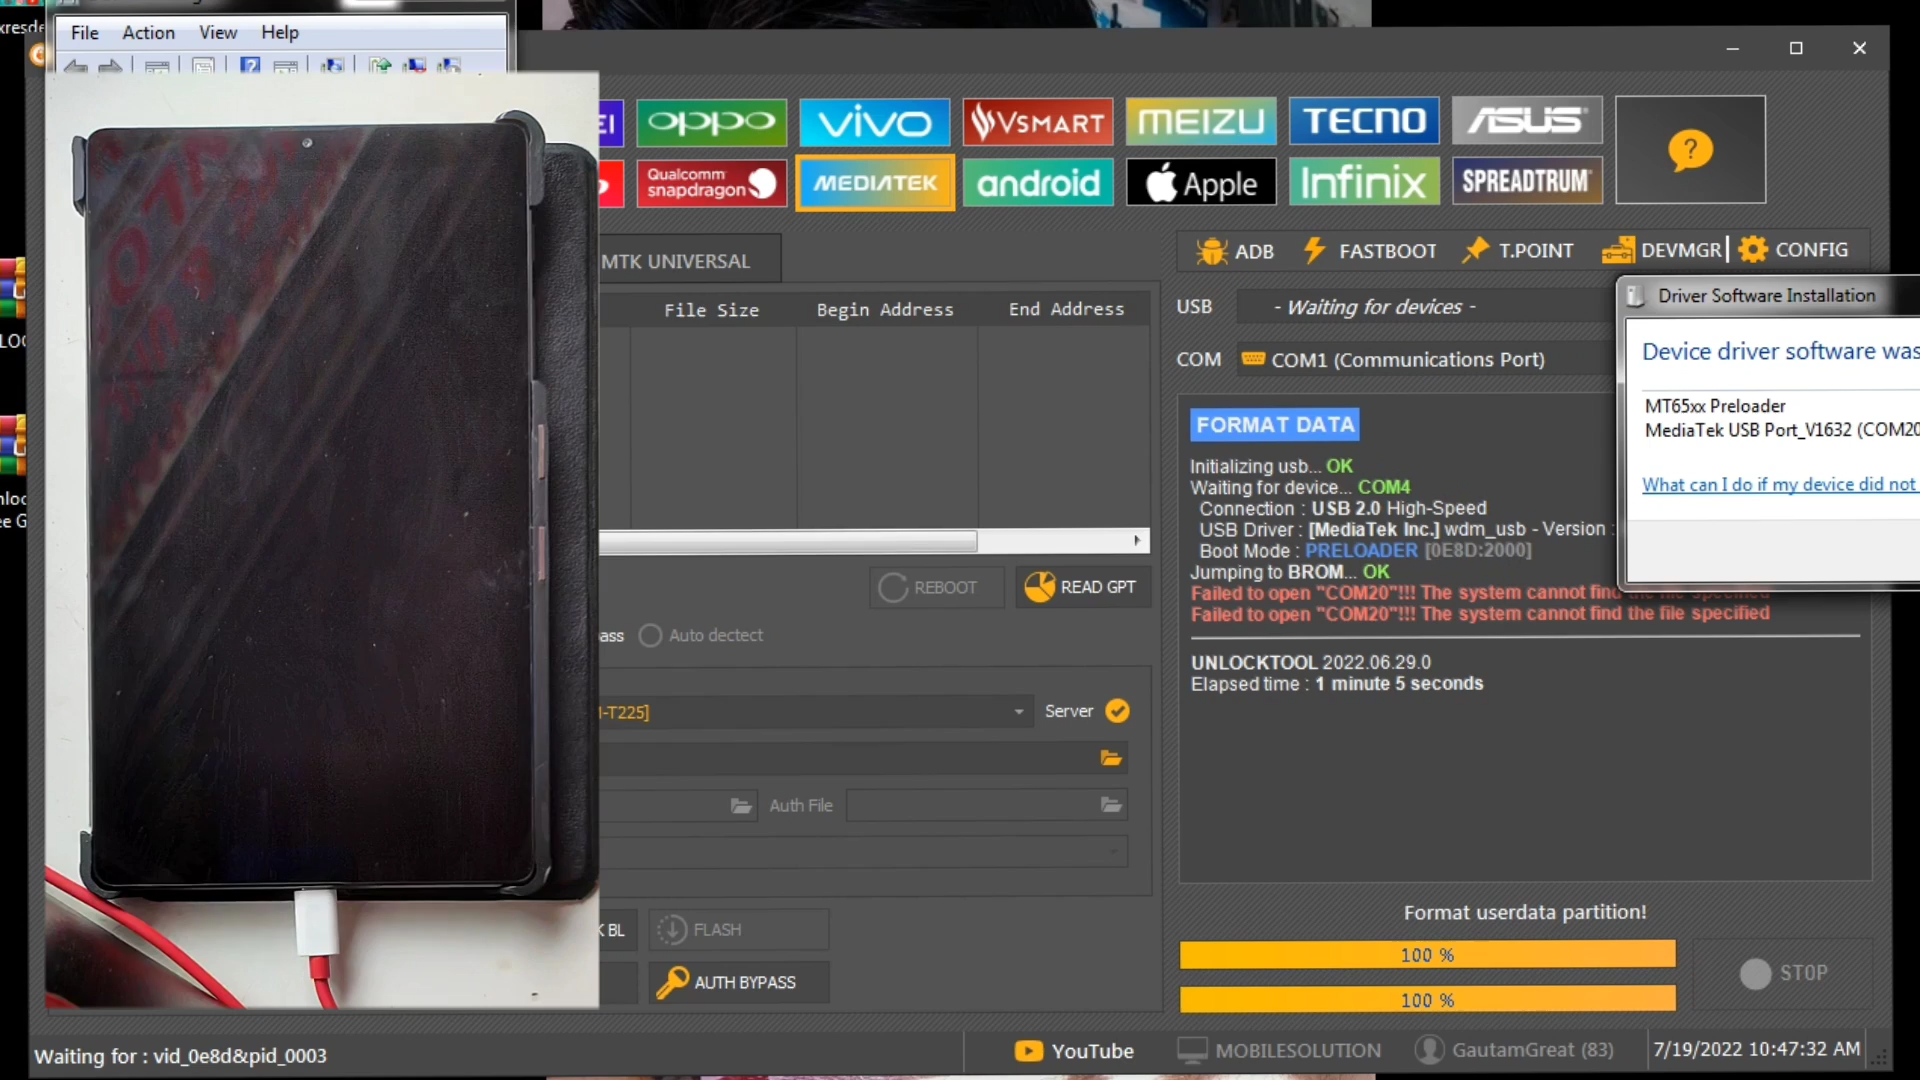 File Action View Help
oppo vivo VSMART MEIZU TECNO ASUS ?
Qualcomm snapdragon MEDIATEK android Apple Infinix SPREADTRUM
ADB FASTBOOT T.POINT DEVMGR CONFIG
MTK UNIVERSAL
File Size Begin Address End Address
USB - Waiting for devices -
COM COM1 (Communications Port)
Driver Software Installation
Device driver software was
MT65xx Preloader
MediaTek USB Port_V1632 (COM20
What can I do if my device did not
FORMAT DATA
Initializing usb... OK
Waiting for device... COM4
Connection : USB 2.0 High-Speed
USB Driver : [MediaTek Inc.] wdm_usb - Version :
Boot Mode : PRELOADER [0E8D:2000]
Jumping to BROM... OK
Failed to open "COM20"!!! The system cannot find the file specified
Failed to open "COM20"!!! The system cannot find the file specified
UNLOCKTOOL 2022.06.29.0
Elapsed time : 1 minute 5 seconds
REBOOT READ GPT
ass Auto dectect
-T225] Server
Auth File
K BL FLASH
AUTH BYPASS
Format userdata partition!
100 %
100 %
STOP
Waiting for : vid_0e8d&pid_0003
YouTube MOBILESOLUTION GautamGreat (83) 7/19/2022 10:47:32 AM